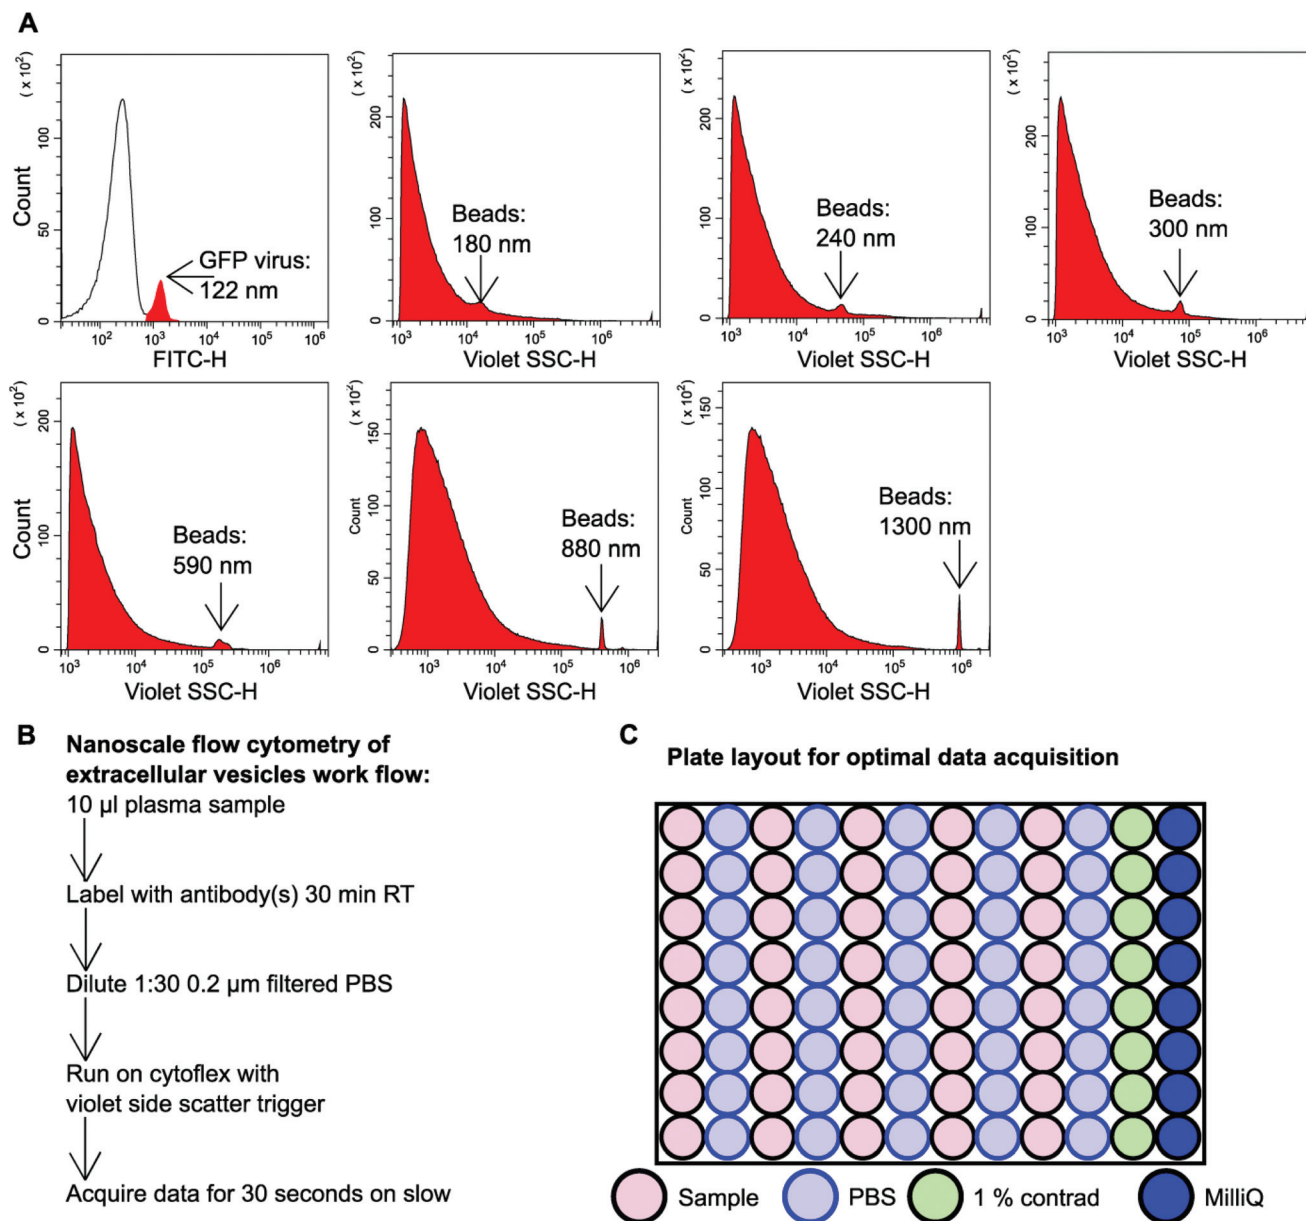 A
( x 10²)
Count
0 50 100
GFP virus:
122 nm
10² 10³ 10⁴ 10⁵ 10⁶
FITC-H
( x 10²)
0 100 200
Beads:
180 nm
10³ 10⁴ 10⁵ 10⁶
Violet SSC-H
( x 10²)
0 100 200
Beads:
240 nm
10³ 10⁴ 10⁵ 10⁶
Violet SSC-H
( x 10²)
0 100 200
Beads:
300 nm
10³ 10⁴ 10⁵ 10⁶
Violet SSC-H
( x 10²)
Count
0 100 200
Beads:
590 nm
10³ 10⁴ 10⁵ 10⁶
Violet SSC-H
( x 10²)
Count
0 50 100 150
Beads:
880 nm
10³ 10⁴ 10⁵ 10⁶
Violet SSC-H
( x 10²)
Count
0 50 100 150
Beads:
1300 nm
10³ 10⁴ 10⁵ 10⁶
Violet SSC-H
B
Nanoscale flow cytometry of
extracellular vesicles work flow:
10 µl plasma sample
Label with antibody(s) 30 min RT
Dilute 1:30 0.2 µm filtered PBS
Run on cytoflex with
violet side scatter trigger
Acquire data for 30 seconds on slow
C
Plate layout for optimal data acquisition
Sample PBS 1 % contrad MilliQ